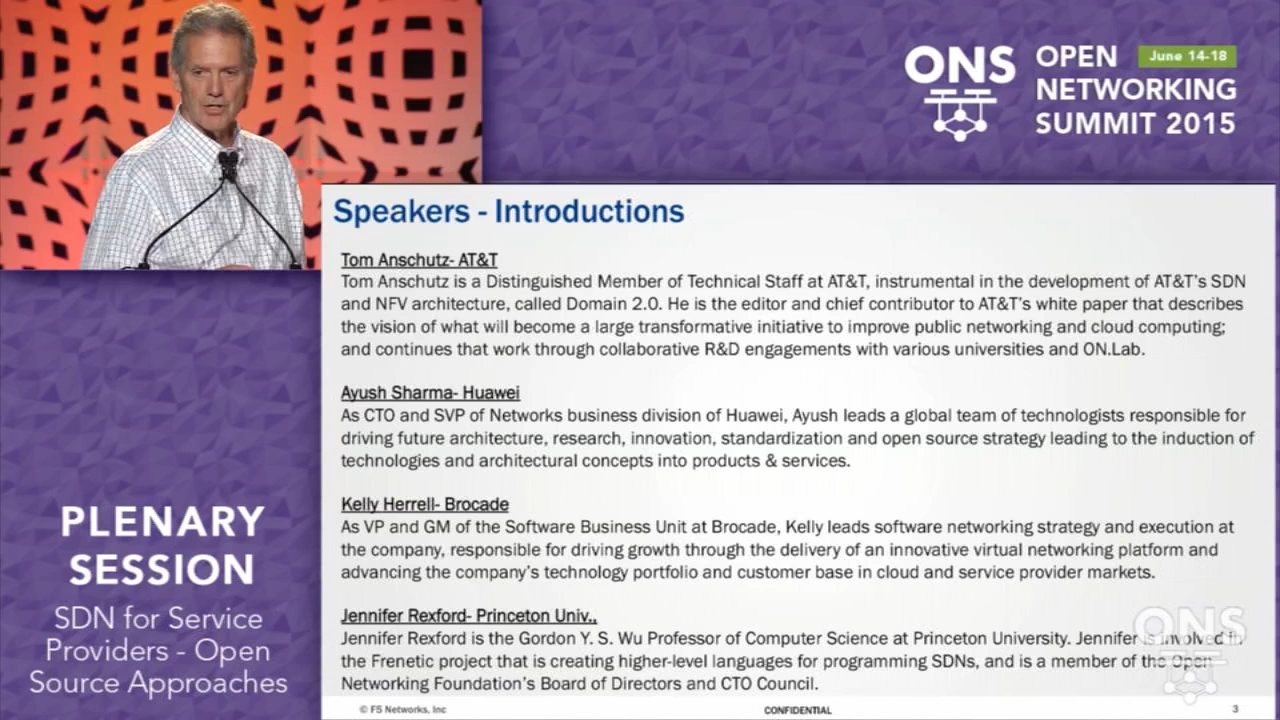 ONS
OPEN
June 14-18
NETWORKING
SUMMIT 2015
Speakers - Introductions
Tom Anschutz- AT&T
Tom Anschutz is a Distinguished Member of Technical Staff at AT&T, instrumental in the development of AT&T's SDN
and NFV architecture, called Domain 2.0. He is the editor and chief contributor to AT&T's white paper that describes
the vision of what will become a large transformative initiative to improve public networking and cloud computing;
and continues that work through collaborative R&D engagements with various universities and ON.Lab.
Ayush Sharma- Huawei
As CTO and SVP of Networks business division of Huawei, Ayush leads a global team of technologists responsible for
driving future architecture, research, innovation, standardization and open source strategy leading to the induction of
technologies and architectural concepts into products & services.
Kelly Herrell- Brocade
As VP and GM of the Software Business Unit at Brocade, Kelly leads software networking strategy and execution at
the company, responsible for driving growth through the delivery of an innovative virtual networking platform and
advancing the company's technology portfolio and customer base in cloud and service provider markets.
Jennifer Rexford- Princeton Univ.,
Jennifer Rexford is the Gordon Y. S. Wu Professor of Computer Science at Princeton University. Jennifer is involved in
the Frenetic project that is creating higher-level languages for programming SDNs, and is a member of the Open
Networking Foundation's Board of Directors and CTO Council.
ONS
© F5 Networks, Inc
CONFIDENTIAL
3
PLENARY
SESSION
SDN for Service
Providers - Open
Source Approaches